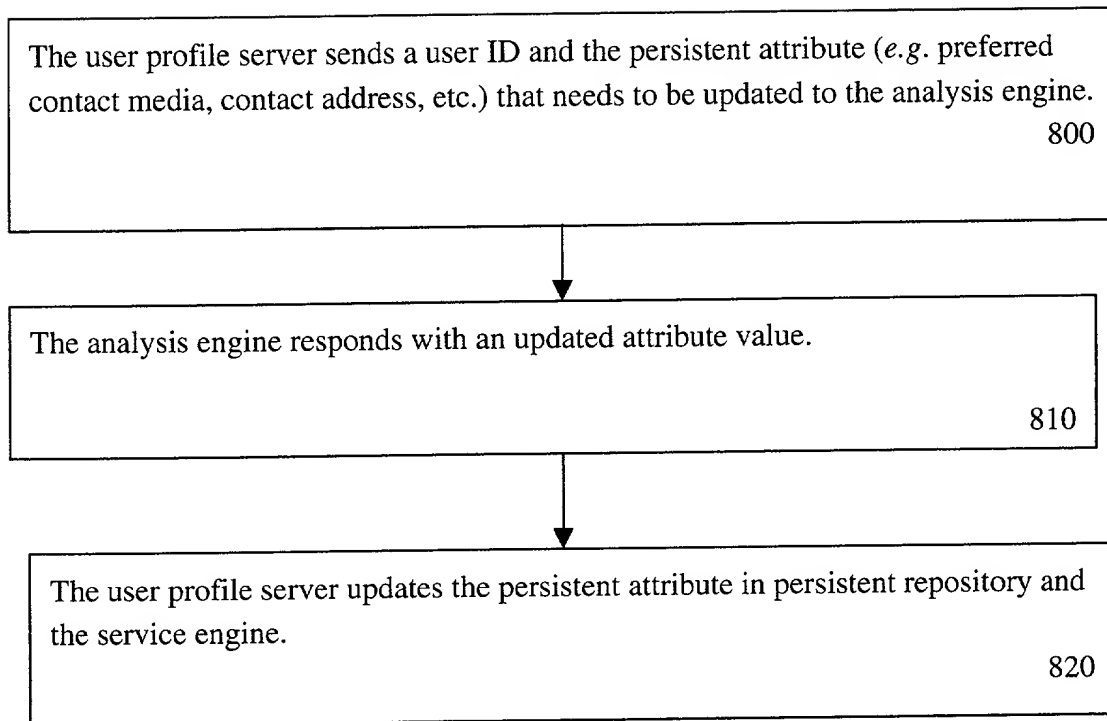 The user profile server sends a user ID and the persistent attribute (e.g. preferred
contact media, contact address, etc.) that needs to be updated to the analysis engine.
800
The analysis engine responds with an updated attribute value.
810
The user profile server updates the persistent attribute in persistent repository and
the service engine.
820